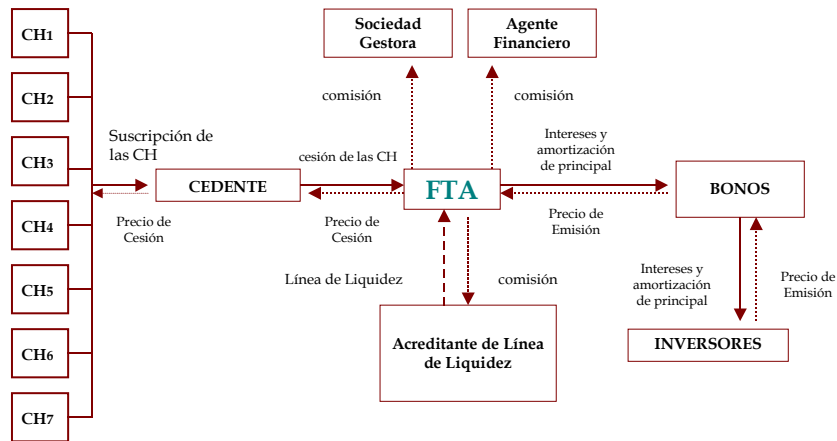 CH1
CH2
CH3
CH4
CH5
CH6
CH7
Suscripción de
las CH
Precio de
Cesión
CEDENTE
cesión de las CH
Precio de
Cesión
Sociedad
Gestora
Agente
Financiero
comisión
comisión
FTA
Línea de Liquidez
comisión
Acreditante de Línea
de Liquidez
Intereses y
amortización
de principal
Precio de
Emisión
BONOS
Intereses y
amortización
de principal
Precio de
Emisión
INVERSORES